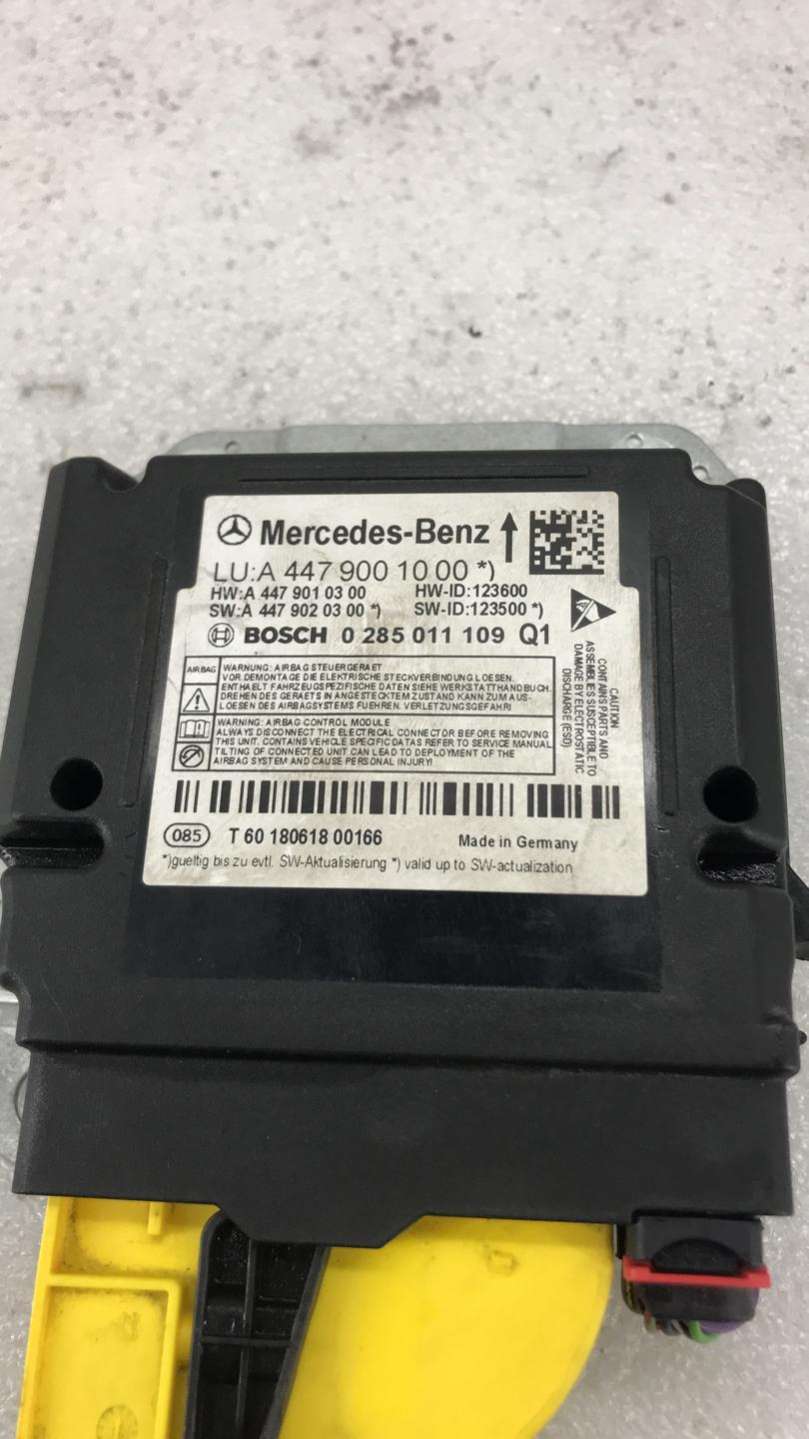 Mercedes-Benz
LU:A 447 900 10 00 *)
HW:A 447 901 03 00 HW-ID:123600
SW:A 447 902 03 00 *) SW-ID:123500 *)
BOSCH 0 285 011 109 Q1
AIRBAG
WARNUNG: AIRBAG STEUERGERAET
VOR DEMONTAGE DIE ELEKTRISCHE STECKVERBINDUNG LOESEN.
ENTHAELT FAHRZEUGSPEZIFISCHE DATEN SIEHE WERKSTATTHANDBUCH.
DREHEN DES GERAETS IN ANGESTECKTEM ZUSTAND KANN ZUM AUS-
LOESEN DES AIRBAGSYSTEMS FUEHREN. VERLETZUNGSGEFAHR!
WARNING: AIRBAG CONTROL MODULE
ALWAYS DISCONNECT THE ELECTRICAL CONNECTOR BEFORE REMOVING
THIS UNIT. CONTAINS VEHICLE SPECIFIC DATAS REFER TO SERVICE MANUAL
TILTING OF CONNECTED UNIT CAN LEAD TO DEPLOYMENT OF THE
AIRBAG SYSTEM AND CAUSE PERSONAL INJURY!
CAUTION
CONTAINS PARTS AND
ASSEMBLIES SUSCEPTIBLE TO
DAMAGE BY ELECTROSTATIC
DISCHARGE (ESD)
085 T 60 180618 00166 Made in Germany
*)gueltig bis zu evtl. SW-Aktualisierung *) valid up to SW-actualization